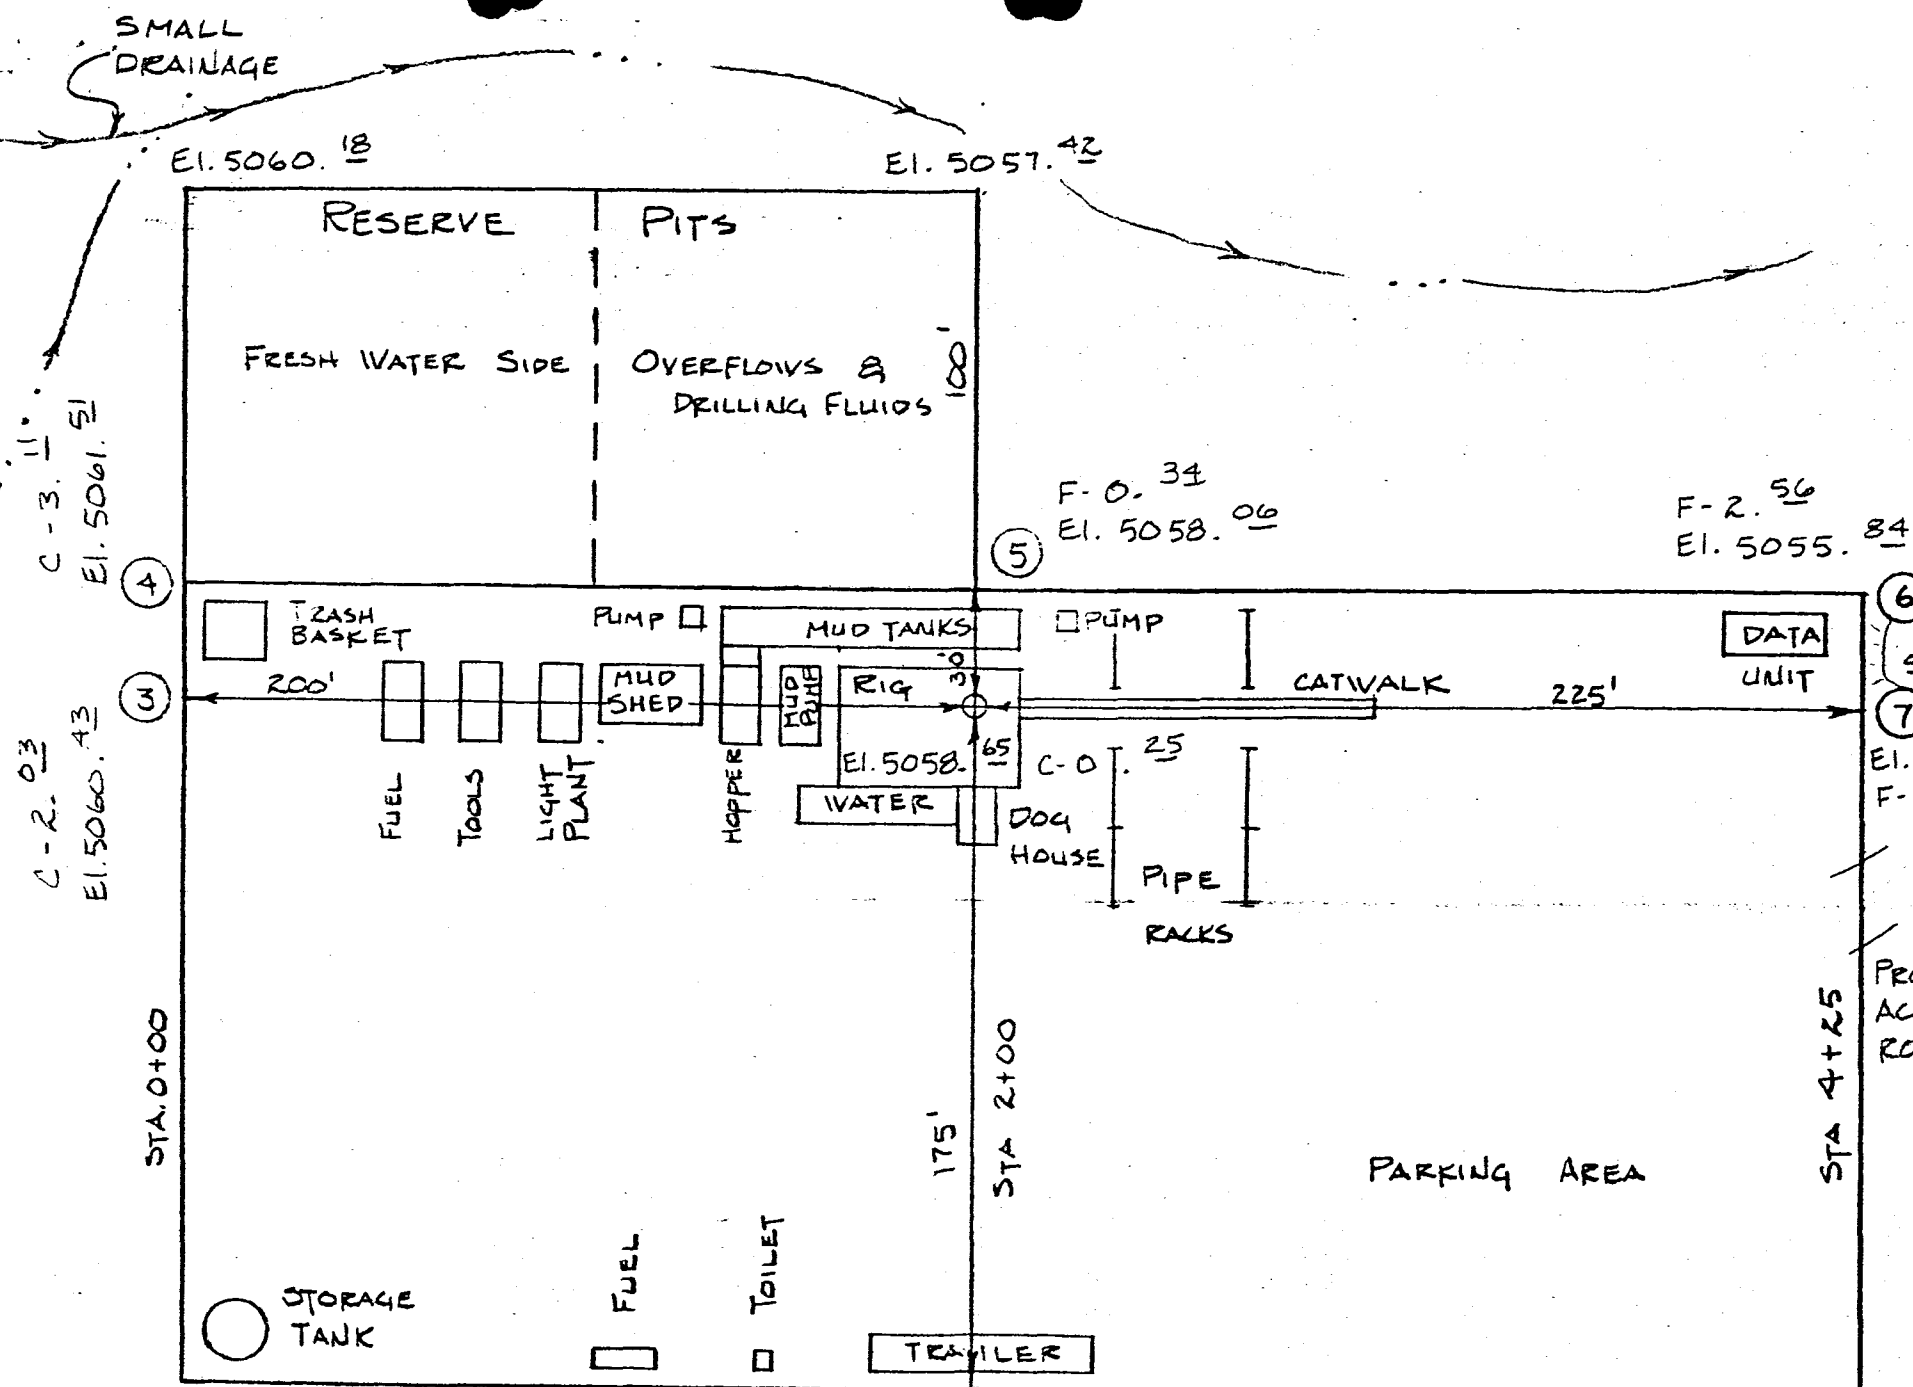 SMALL
DRAINAGE
El. 5060. 18
El. 5057. 42
RESERVE PITS
FRESH WATER SIDE
OVERFLOWS &
DRILLING FLUIDS
100'
C-3. 11
El. 5061. 51
F-0. 34
El. 5058. 06
F-2. 56
El. 5055. 84
4
5
6
TRASH
BASKET
PUMP
MUD TANKS
PUMP
DATA
UNIT
3
200'
MUD
SHED
MUD
PUMP
RIG
30'
CATWALK
225'
7
C-2. 03
El. 5060. 43
FUEL
TOOLS
LIGHT
PLANT
HOPPER
El. 5058. 65
C-0. 25
WATER
DOG
HOUSE
PIPE
RACKS
El.
F-
STA. 0+00
175'
STA 2+00
STA 4+25
PARKING AREA
STORAGE
TANK
FUEL
TOILET
TRAILER